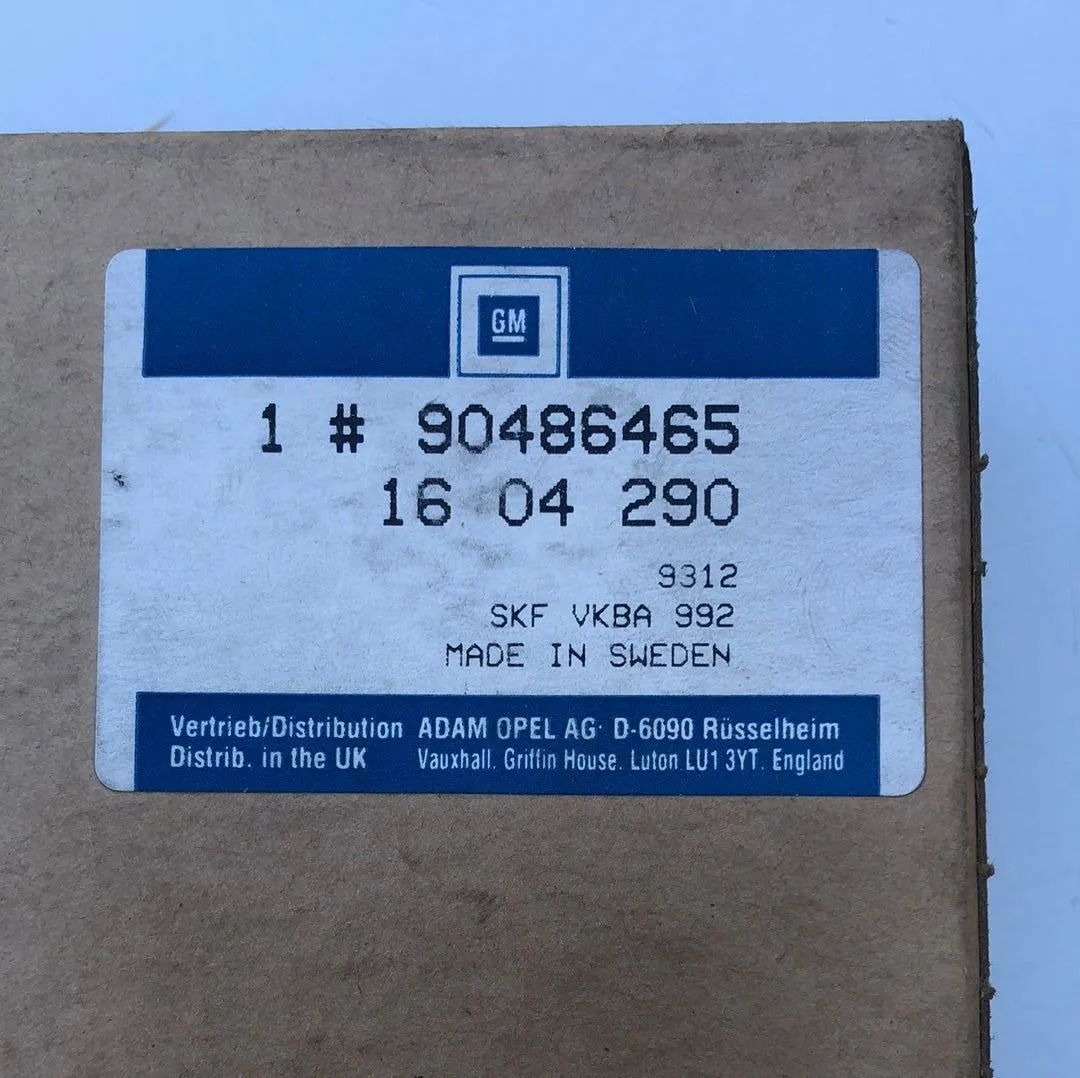 GM
1 # 90486465
16 04 290
9312
SKF VKBA 992
MADE IN SWEDEN
Vertrieb/Distribution ADAM OPEL AG· D-6090 Rüsselheim
Distrib. in the UK Vauxhall. Griffin House. Luton LU1 3YT. England